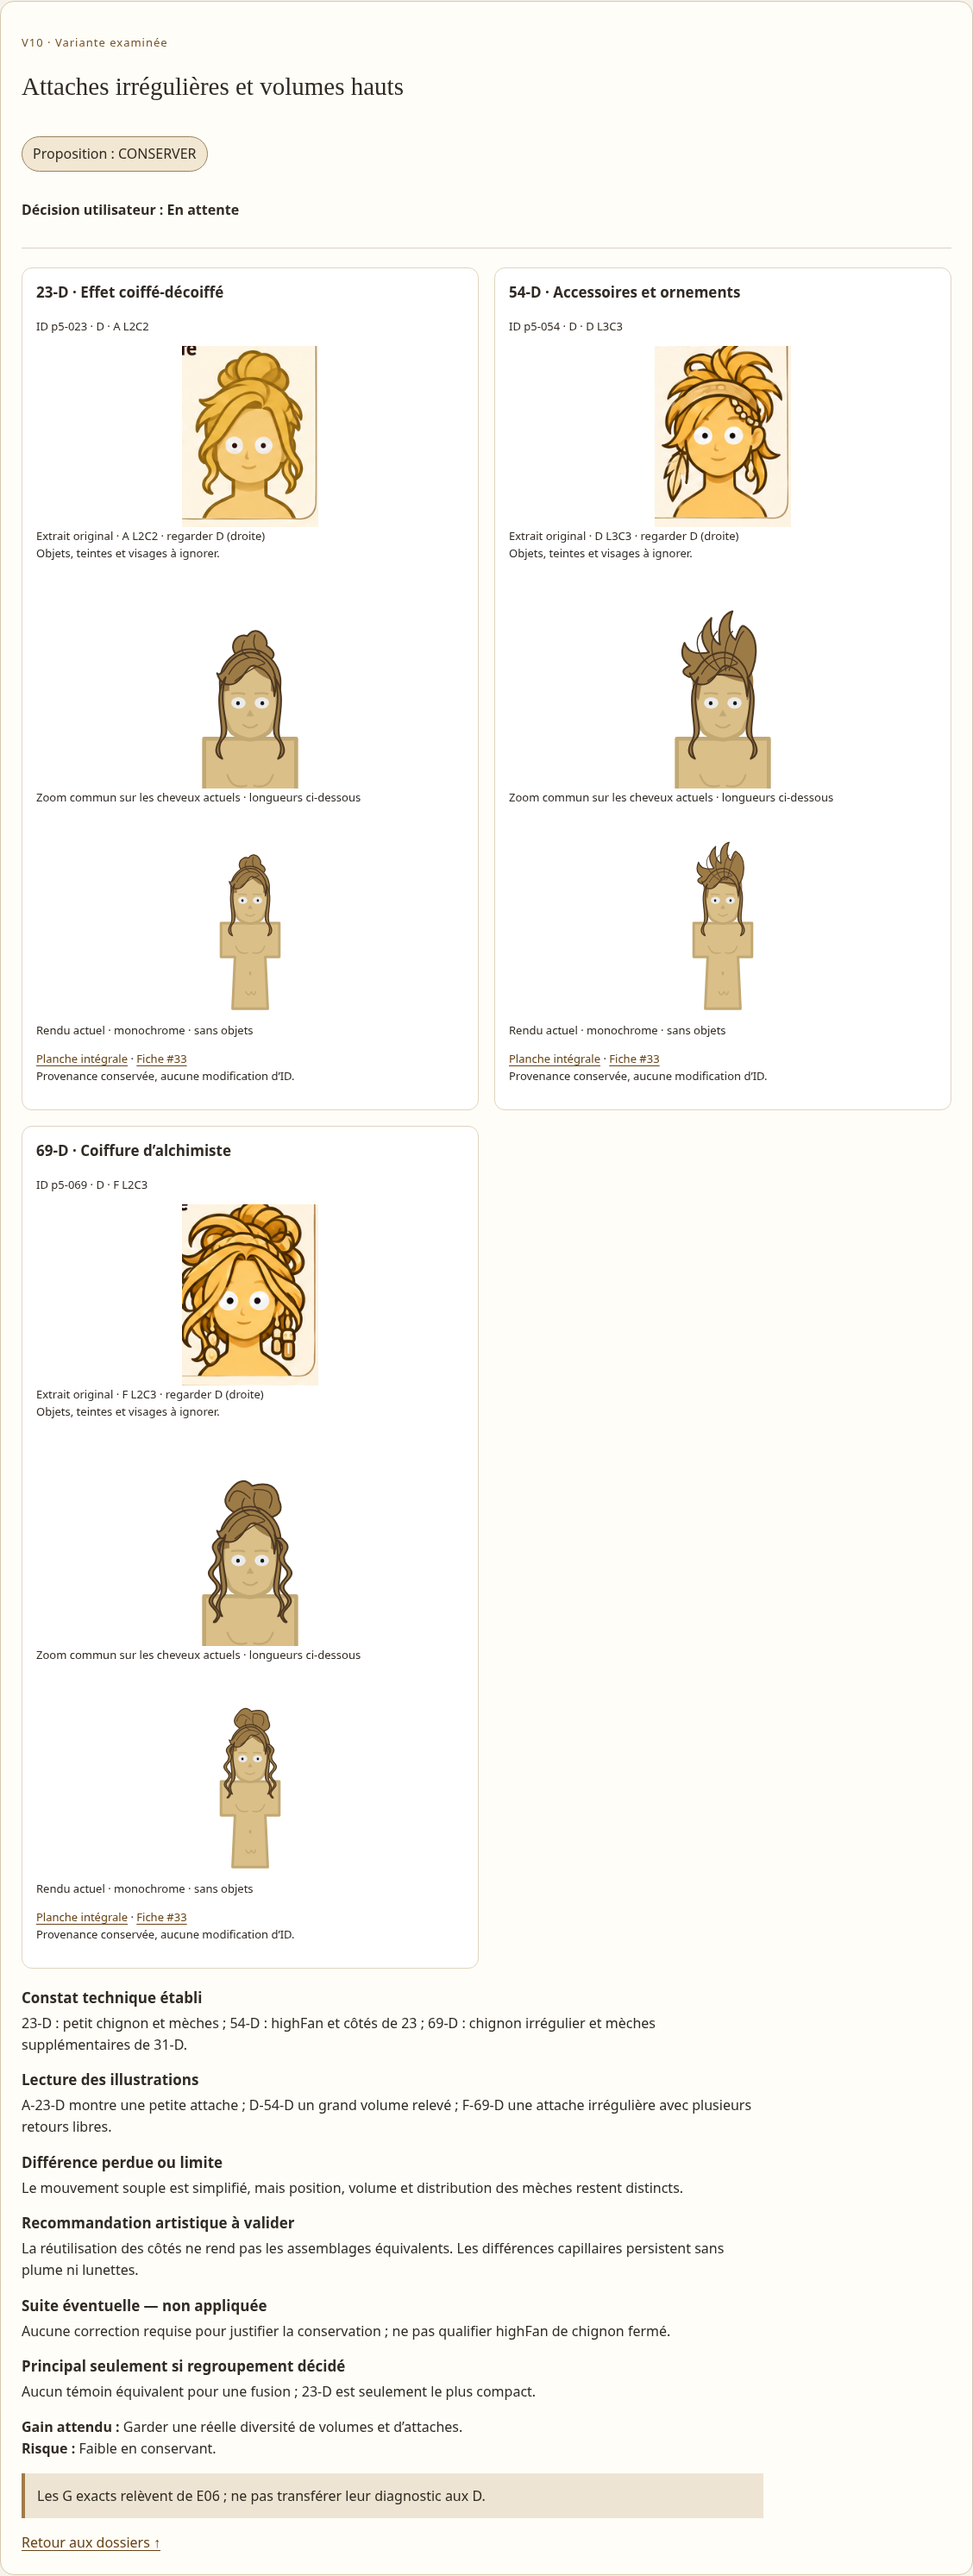 V10 · Variante examinée
Attaches irrégulières et volumes hauts
Proposition : CONSERVER
Décision utilisateur : En attente
23-D · Effet coiffé-décoiffé
ID p5-023 · D · A L2C2
Extrait original · A L2C2 · regarder D (droite)
Objets, teintes et visages à ignorer.
Zoom commun sur les cheveux actuels · longueurs ci-dessous
Rendu actuel · monochrome · sans objets
Planche intégrale · Fiche #33
Provenance conservée, aucune modification d’ID.
54-D · Accessoires et ornements
ID p5-054 · D · D L3C3
Extrait original · D L3C3 · regarder D (droite)
Objets, teintes et visages à ignorer.
Zoom commun sur les cheveux actuels · longueurs ci-dessous
Rendu actuel · monochrome · sans objets
Planche intégrale · Fiche #33
Provenance conservée, aucune modification d’ID.
69-D · Coiffure d’alchimiste
ID p5-069 · D · F L2C3
Extrait original · F L2C3 · regarder D (droite)
Objets, teintes et visages à ignorer.
Zoom commun sur les cheveux actuels · longueurs ci-dessous
Rendu actuel · monochrome · sans objets
Planche intégrale · Fiche #33
Provenance conservée, aucune modification d’ID.
Constat technique établi
23-D : petit chignon et mèches ; 54-D : highFan et côtés de 23 ; 69-D : chignon irrégulier et mèches
supplémentaires de 31-D.
Lecture des illustrations
A-23-D montre une petite attache ; D-54-D un grand volume relevé ; F-69-D une attache irrégulière avec plusieurs
retours libres.
Différence perdue ou limite
Le mouvement souple est simplifié, mais position, volume et distribution des mèches restent distincts.
Recommandation artistique à valider
La réutilisation des côtés ne rend pas les assemblages équivalents. Les différences capillaires persistent sans
plume ni lunettes.
Suite éventuelle — non appliquée
Aucune correction requise pour justifier la conservation ; ne pas qualifier highFan de chignon fermé.
Principal seulement si regroupement décidé
Aucun témoin équivalent pour une fusion ; 23-D est seulement le plus compact.
Gain attendu : Garder une réelle diversité de volumes et d’attaches.
Risque : Faible en conservant.
Les G exacts relèvent de E06 ; ne pas transférer leur diagnostic aux D.
Retour aux dossiers ↑